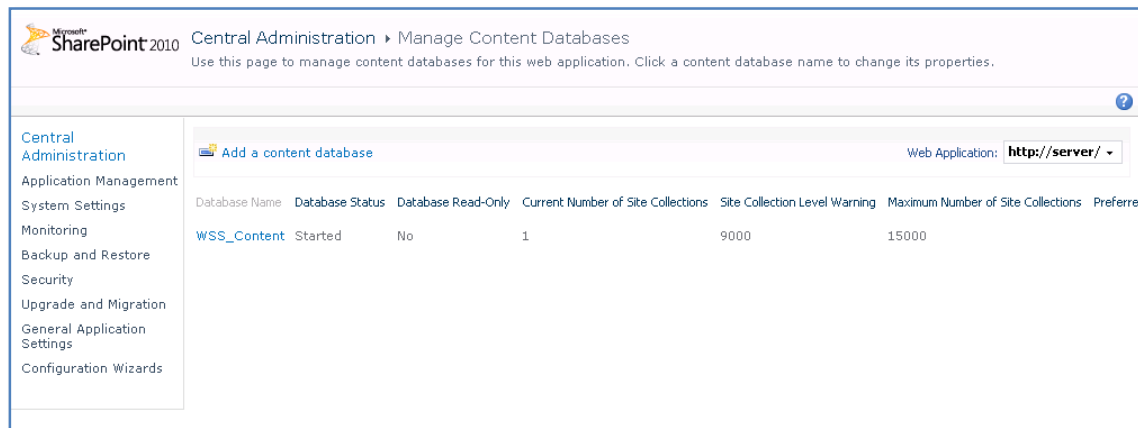 Microsoft®
SharePoint® 2010
Central Administration ▸ Manage Content Databases
Use this page to manage content databases for this web application. Click a content database name to change its properties.
Central
Administration
Application Management
System Settings
Monitoring
Backup and Restore
Security
Upgrade and Migration
General Application
Settings
Configuration Wizards
Add a content database
Web Application: http://server/
Database Name Database Status Database Read-Only Current Number of Site Collections Site Collection Level Warning Maximum Number of Site Collections Preferre
WSS_Content Started No 1 9000 15000